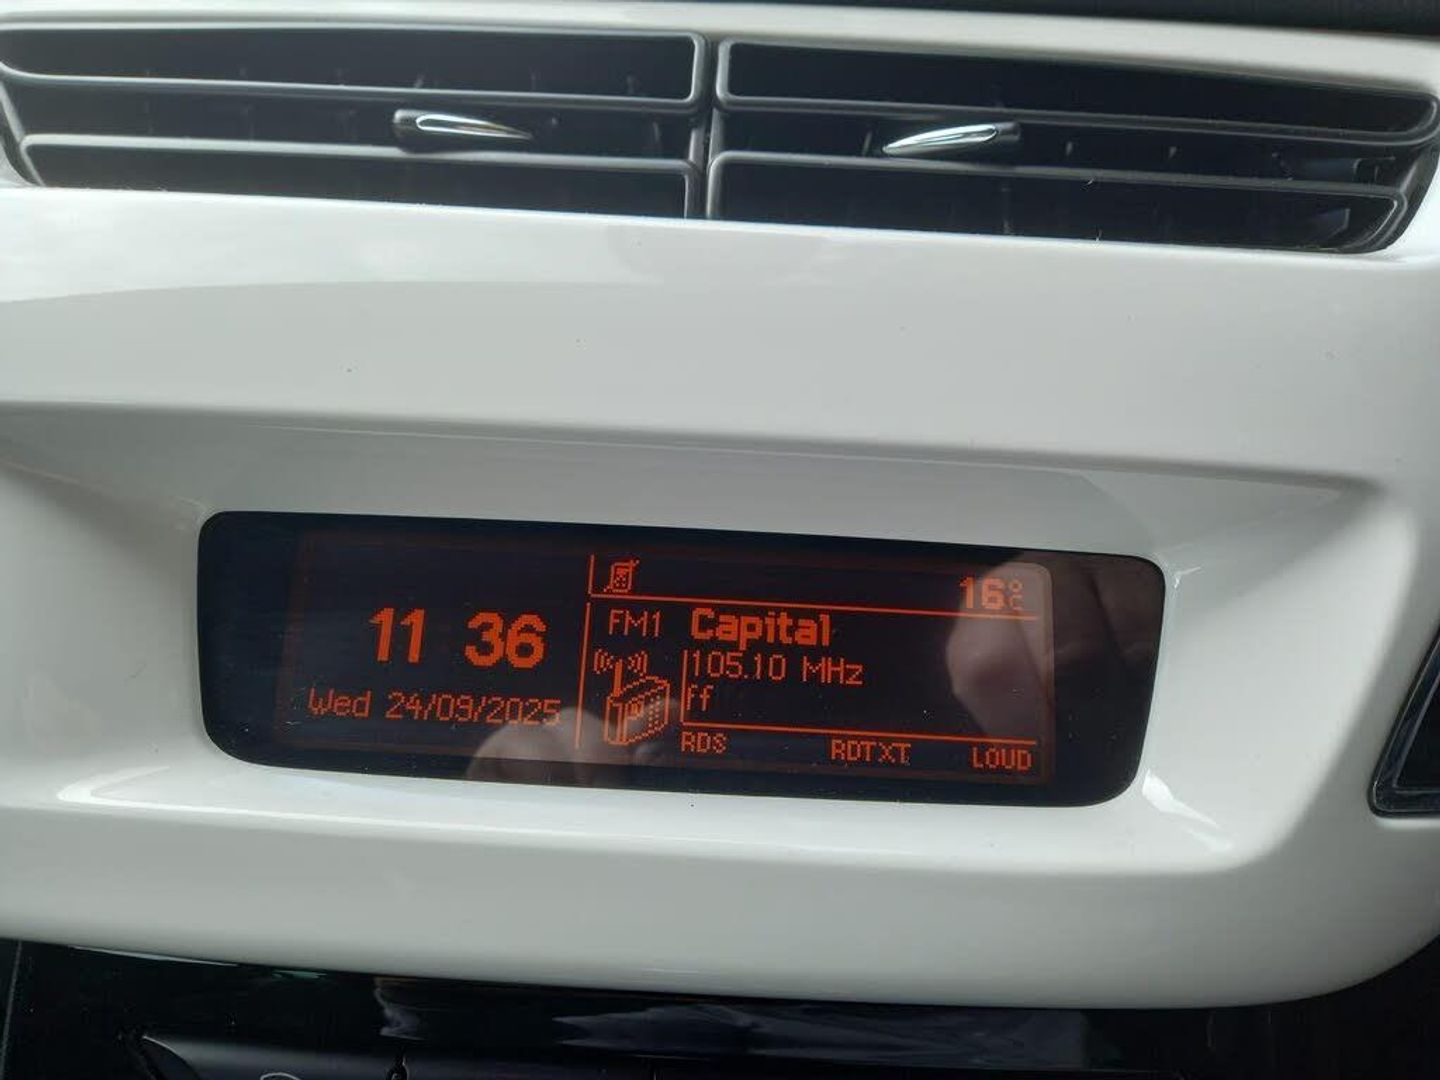 16°C
11 36
FM1 Capital
105.10 MHz
Wed 24/09/2025
ff
RDS RDTXT LOUD